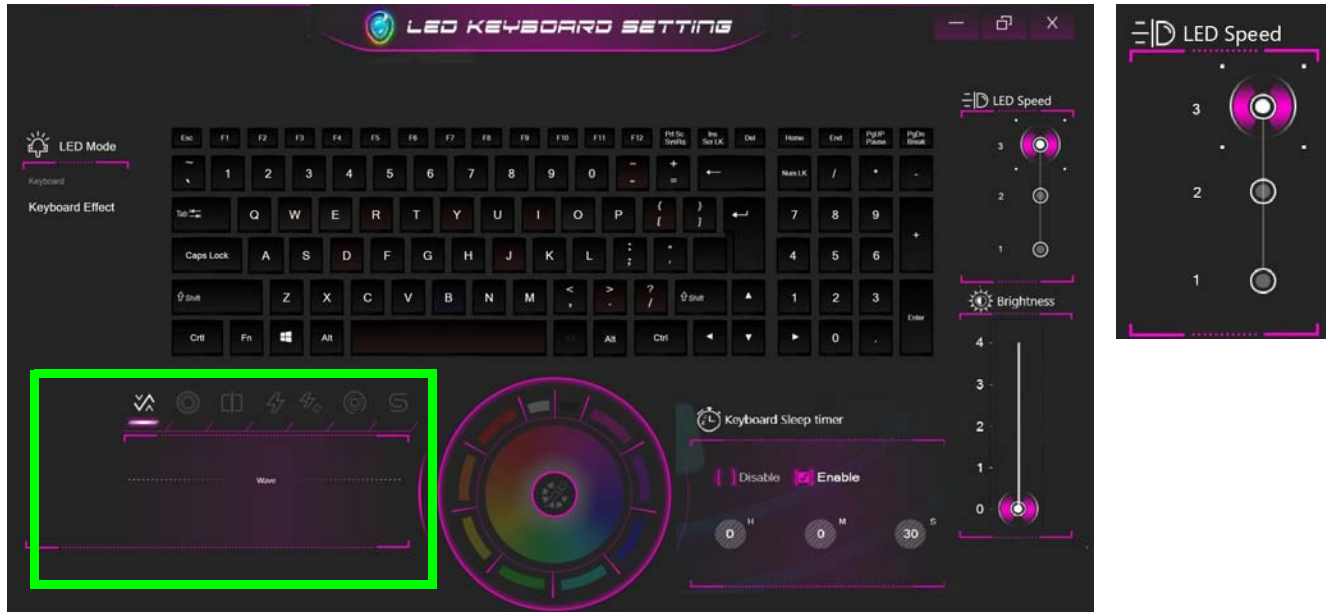 LED KEYBOARD SETTING
LED Mode
Keyboard
Keyboard Effect
Esc F1 F2 F3 F4 F5 F6 F7 F8 F9 F10 F11 F12 Prt Sc SysRq Ins Scr LK Del Home End PgUP Pause PgDn Break
~ ` 1 2 3 4 5 6 7 8 9 0 - + = ← Num LK / * -
Tab Q W E R T Y U I O P { [ } ] 7 8 9 +
Caps Lock A S D F G H J K L : ; " ' 4 5 6
Shift Z X C V B N M < , > . ? / Shift ▲ 1 2 3 Enter
Crtl Fn Alt Alt Ctrl ◄ ▼ ► 0 .
LED Speed
3
2
1
Brightness
4
3
2
1
0
Wave
Keyboard Sleep timer
Disable Enable
0 H 0 M 30 S
LED Speed
3
2
1